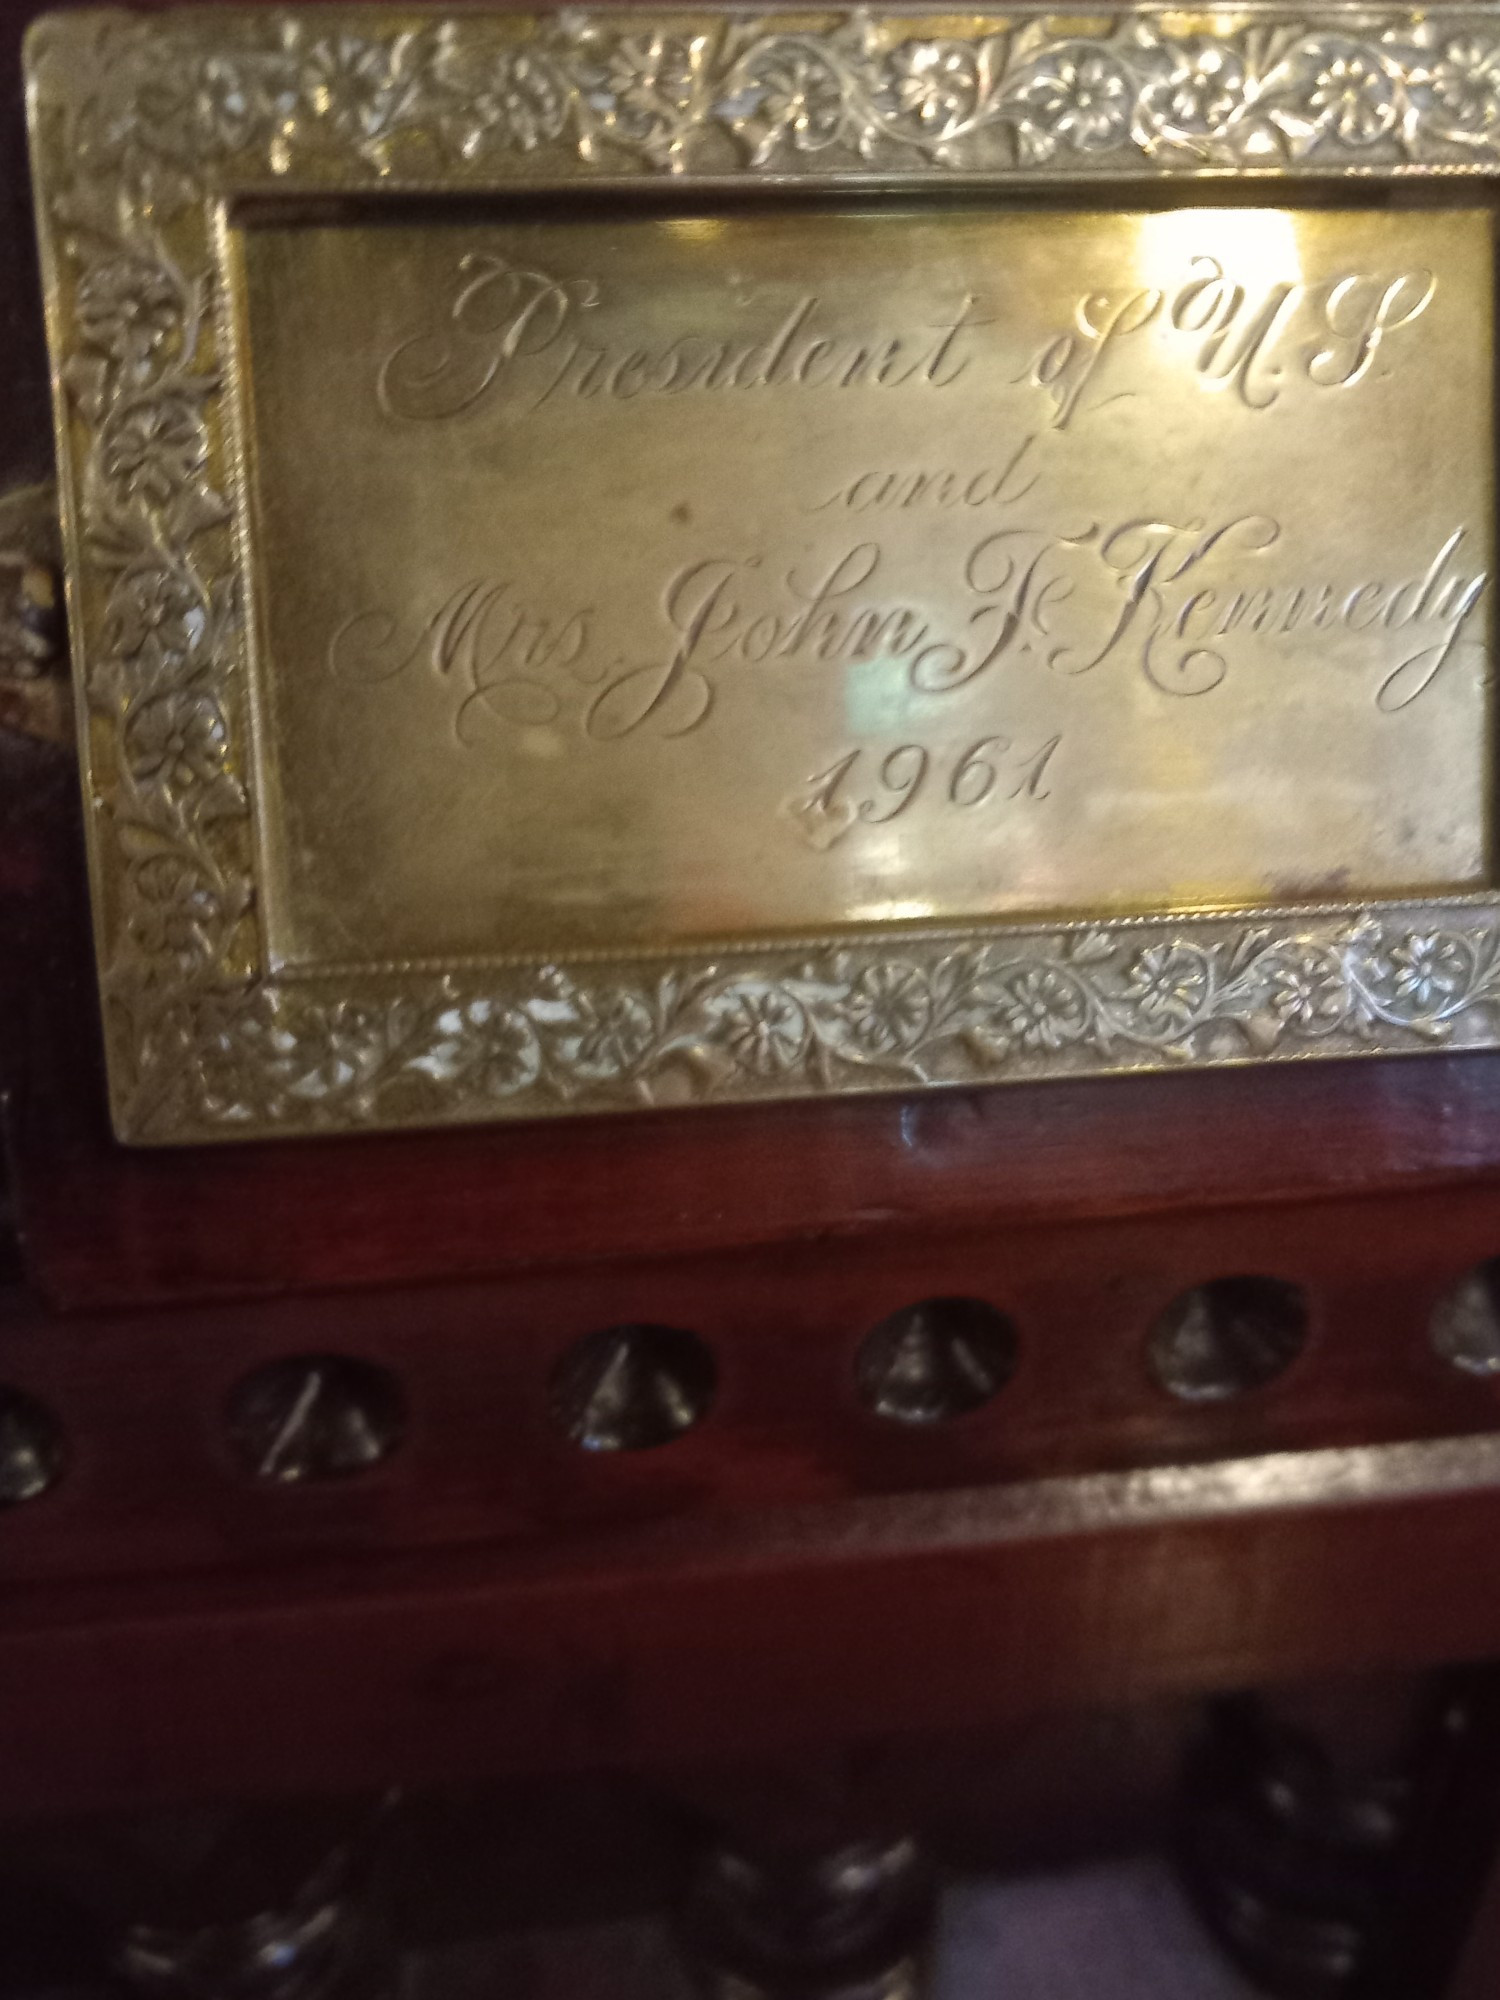 President of U.S.
and
Mrs. John F. Kennedy
1961